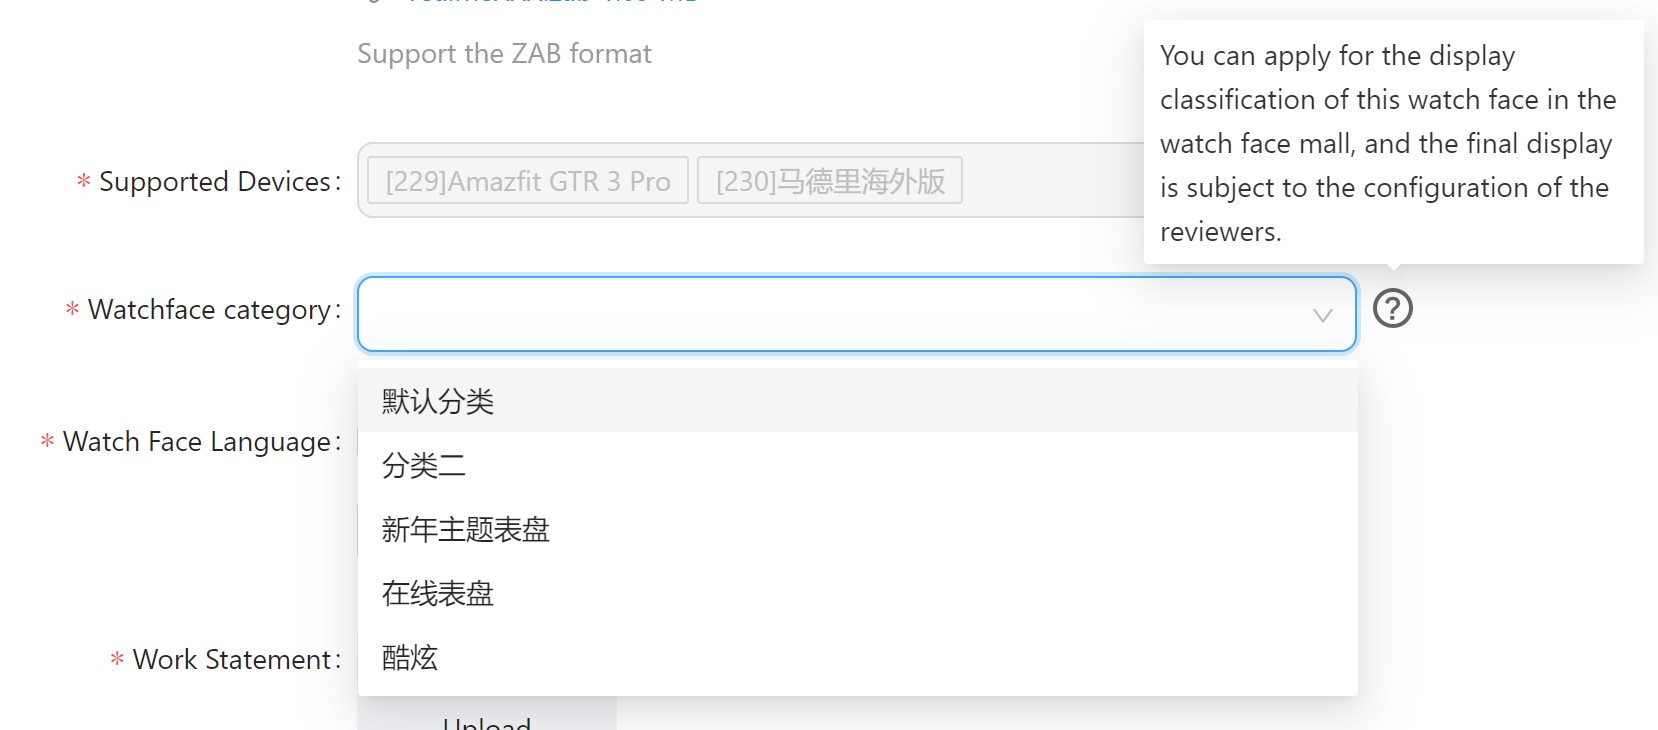 Support the ZAB format
You can apply for the display
classification of this watch face in the
watch face mall, and the final display
is subject to the configuration of the
reviewers.
* Supported Devices:
[229]Amazfit GTR 3 Pro
[230]马德里海外版
* Watchface category:
?
默认分类
分类二
* Watch Face Language:
新年主题表盘
在线表盘
* Work Statement:
酷炫
Upload